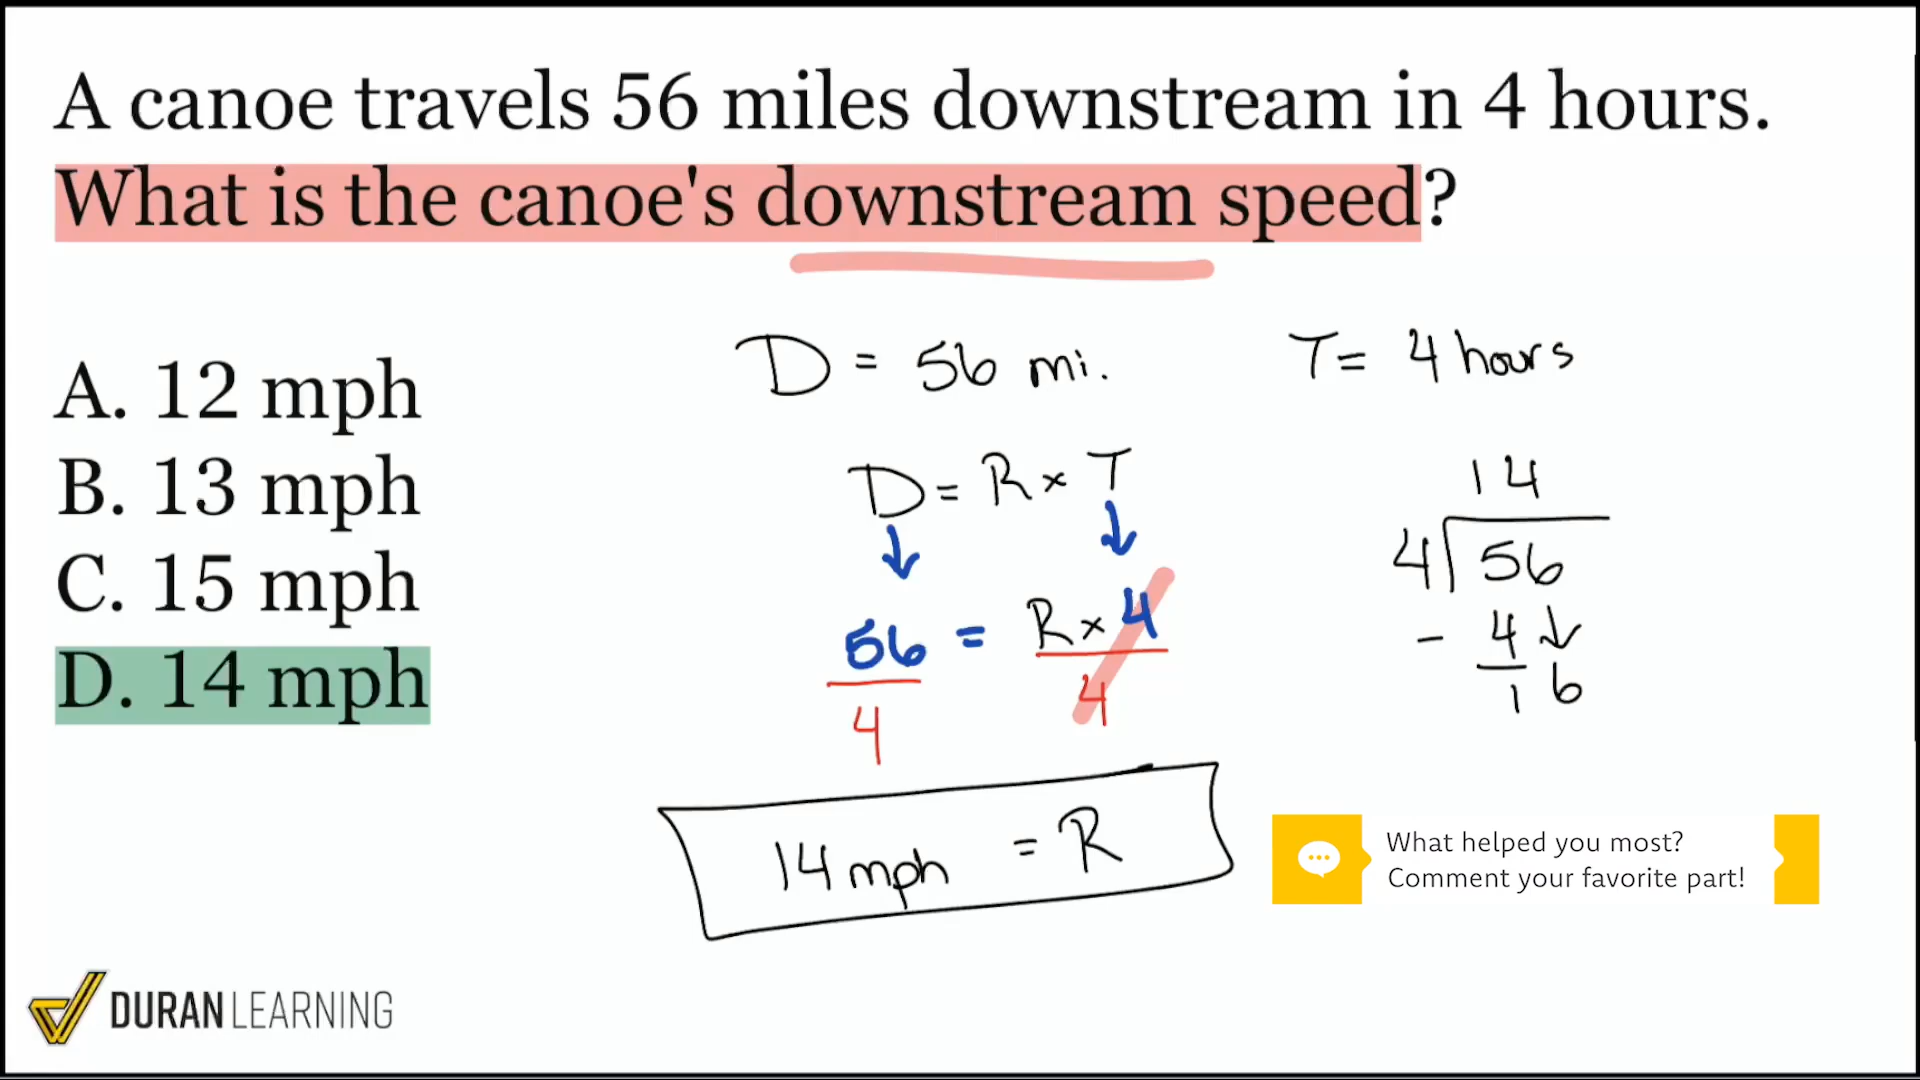 A canoe travels 56 miles downstream in 4 hours.
What is the canoe's downstream speed?
A. 12 mph
B. 13 mph
C. 15 mph
D. 14 mph
D = 56 mi.
T = 4 hours
D = R × T
56 = R × 4
4 4
14 mph = R
14
4 56
- 4
16
What helped you most?
Comment your favorite part!
DURAN LEARNING